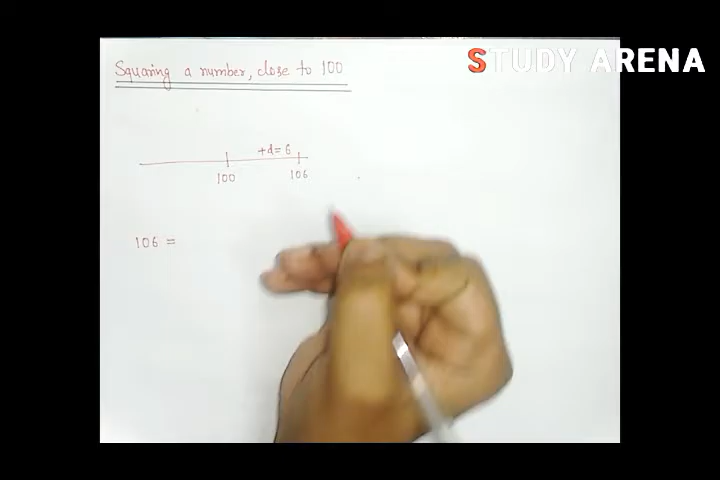 STUDY ARENA
Squaring a number, close to 100
+d= 6
100 106
106 =